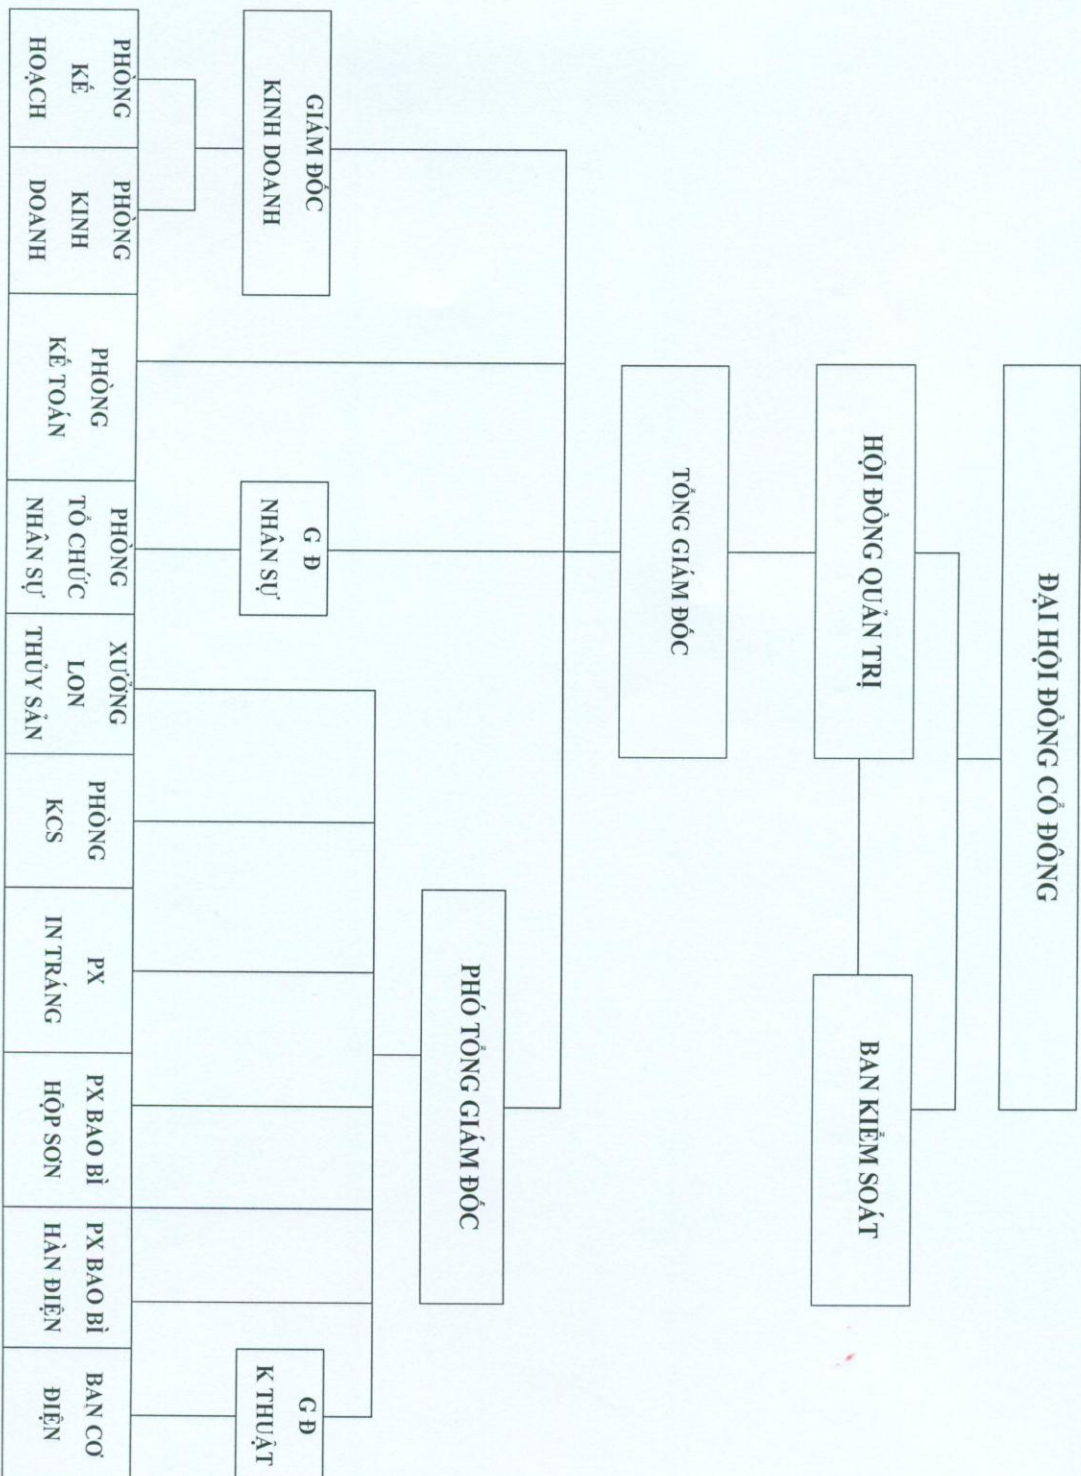 ĐẠI HỘI ĐỒNG CỔ ĐÔNG
HỘI ĐỒNG QUẢN TRỊ
BAN KIỂM SOÁT
TỔNG GIÁM ĐỐC
PHÓ TỔNG GIÁM ĐỐC
GIÁM ĐỐC
KINH DOANH
G Đ
NHÂN SỰ
G Đ
K THUẬT
PHÒNG
KẾ
HOẠCH
PHÒNG
KINH
DOANH
PHÒNG
KẾ TOÁN
PHÒNG
TỔ CHỨC
NHÂN SỰ
XƯỞNG
LON
THỦY SẢN
PHÒNG
KCS
PX
IN TRÁNG
PX BAO BÌ
HỘP SƠN
PX BAO BÌ
HÀN ĐIỆN
BAN CƠ
ĐIỆN